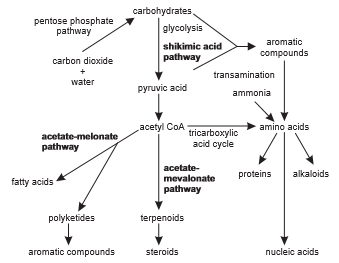 carbohydrates
pentose phosphate
pathway
glycolysis
shikimic acid
pathway
aromatic
compounds
carbon dioxide
+
water
transamination
pyruvic acid
ammonia
acetyl CoA
tricarboxylic
acid cycle
amino acids
acetate-melonate
pathway
acetate-
mevalonate
pathway
proteins
alkaloids
fatty acids
polyketides
terpenoids
aromatic compounds
steroids
nucleic acids